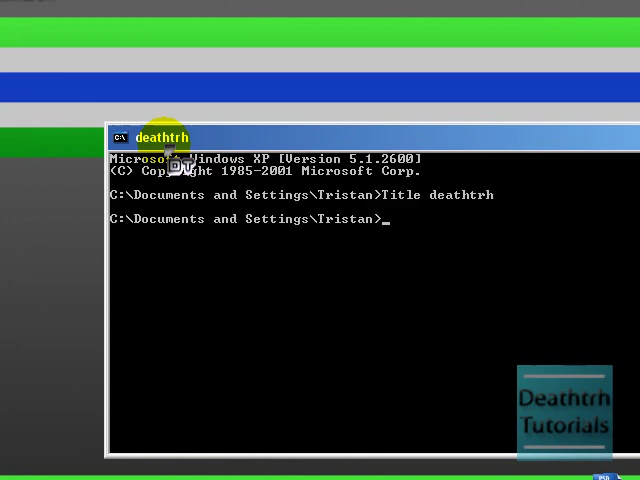 deathtrh
Microsoft Windows XP [Version 5.1.2600]
(C) Copyright 1985-2001 Microsoft Corp.
C:\Documents and Settings\Tristan>Title deathtrh
C:\Documents and Settings\Tristan>_
Deathtrh
Tutorials
PSD